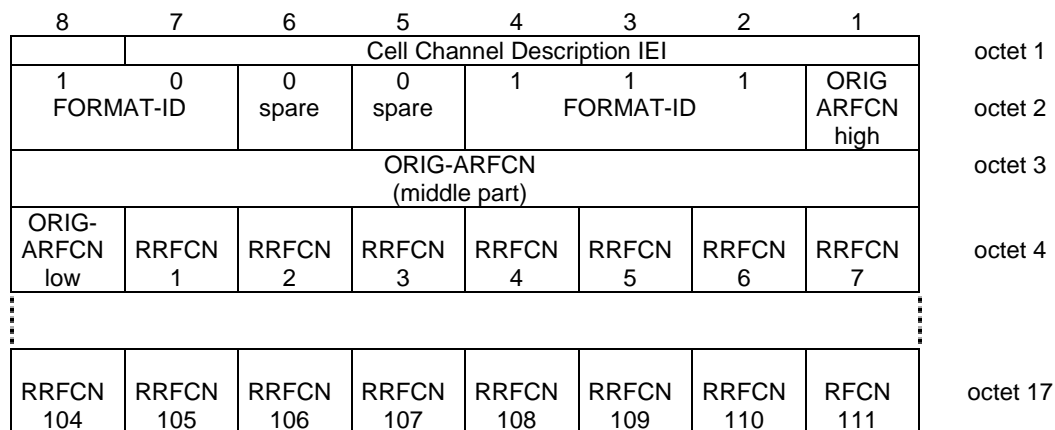 8 7 6 5 4 3 2 1
Cell Channel Description IEI octet 1
1 0 0 0 1 1 1 ORIG
FORMAT-ID spare spare FORMAT-ID ARFCN octet 2
high
ORIG-ARFCN octet 3
(middle part)
ORIG-
ARFCN RRFCN RRFCN RRFCN RRFCN RRFCN RRFCN RRFCN octet 4
low 1 2 3 4 5 6 7
RRFCN RRFCN RRFCN RRFCN RRFCN RRFCN RRFCN RFCN octet 17
104 105 106 107 108 109 110 111